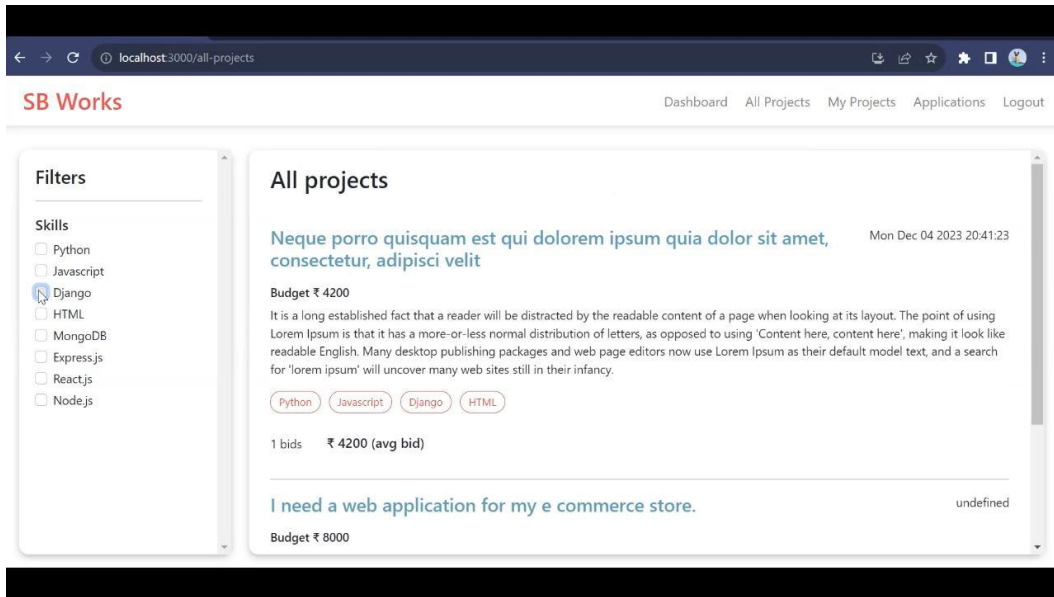 localhost:3000/all-projects
SB Works
Dashboard All Projects My Projects Applications Logout
Filters
Skills
Python
Javascript
Django
HTML
MongoDB
Express.js
React.js
Node.js
All projects
Neque porro quisquam est qui dolorem ipsum quia dolor sit amet,
consectetur, adipisci velit
Mon Dec 04 2023 20:41:23
Budget ₹ 4200
It is a long established fact that a reader will be distracted by the readable content of a page when looking at its layout. The point of using
Lorem Ipsum is that it has a more-or-less normal distribution of letters, as opposed to using 'Content here, content here', making it look like
readable English. Many desktop publishing packages and web page editors now use Lorem Ipsum as their default model text, and a search
for 'lorem ipsum' will uncover many web sites still in their infancy.
Python Javascript Django HTML
1 bids ₹ 4200 (avg bid)
I need a web application for my e commerce store.
undefined
Budget ₹ 8000